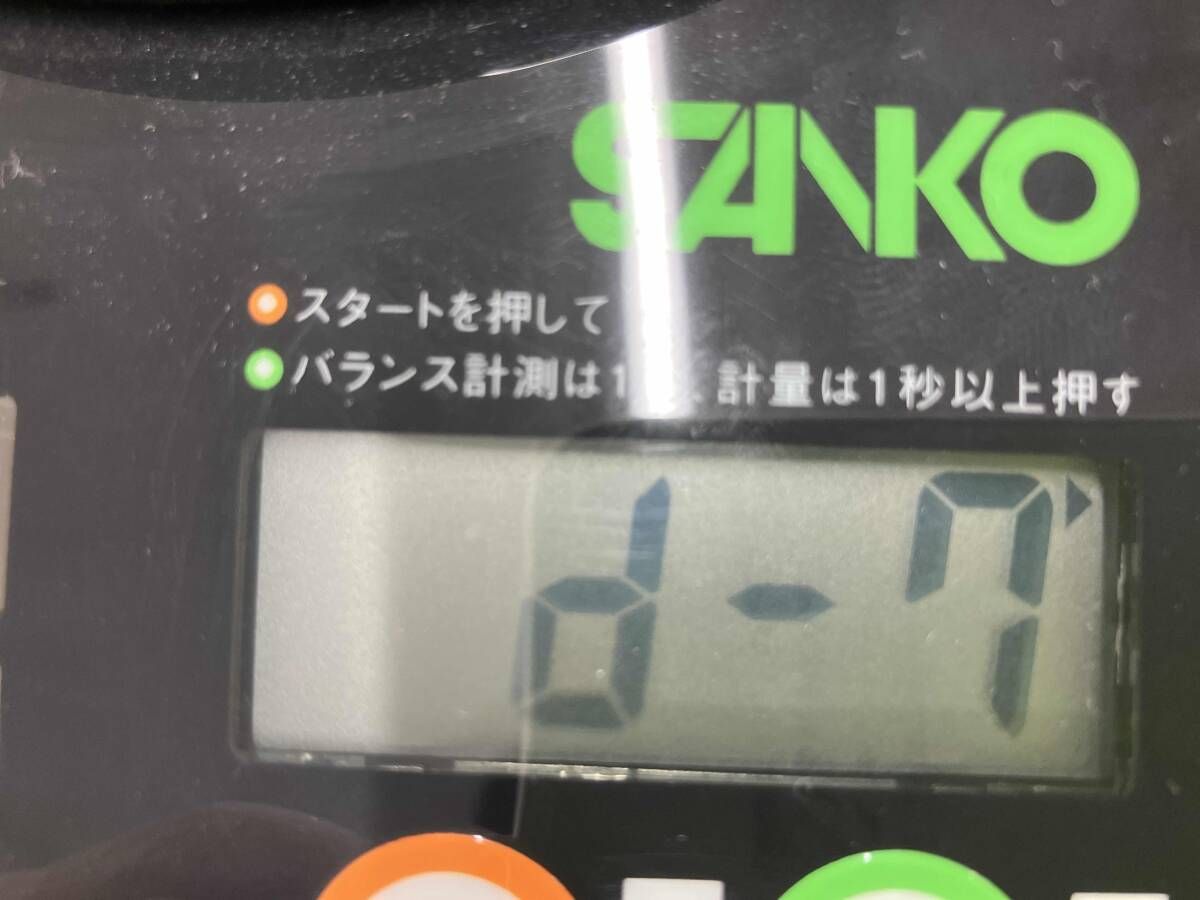 SANKO
スタートを押して
バランス計測は1 、計量は1秒以上押す
d-7